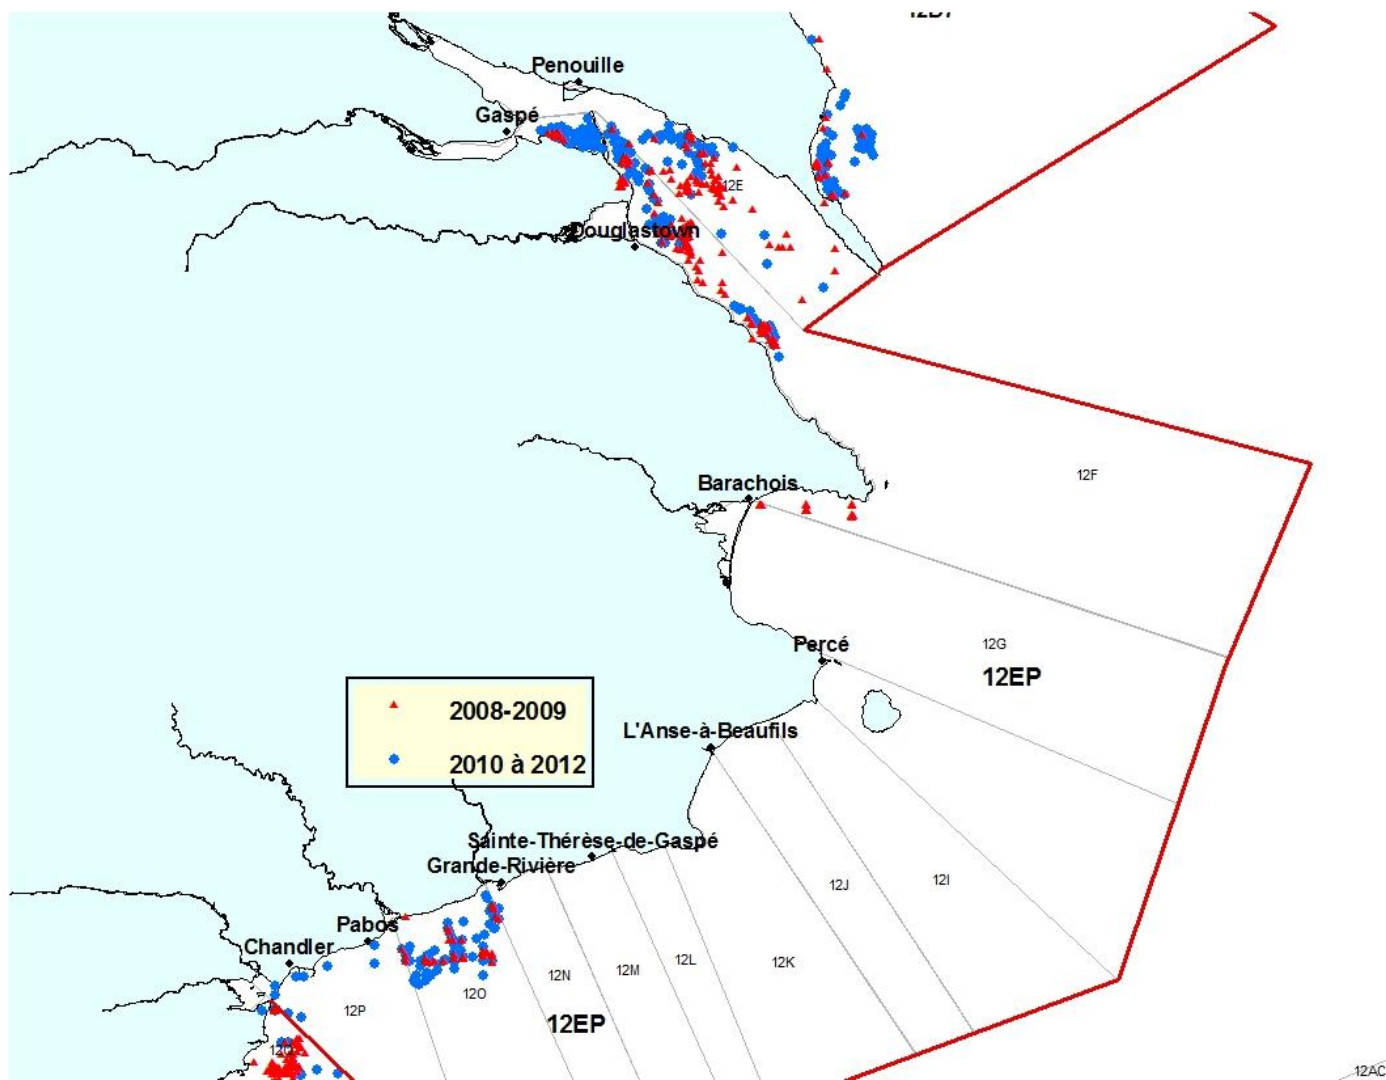 Penouille
Gaspé
12E
Douglastown
12F
Barachois
12G
Percé
12EP
2008-2009
2010 à 2012
L'Anse-à-Beaufils
Sainte-Thérèse-de-Gaspé
Grande-Rivière
12J
12I
Pabos
Chandler
12L
12K
12M
12N
12O
12P
12EP
12AC